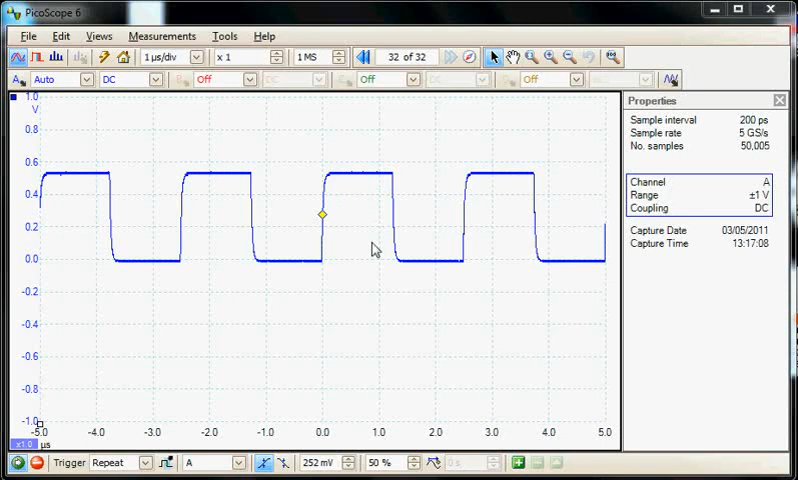 PicoScope 6
File Edit Views Measurements Tools Help
1 µs/div x 1 1 MS 32 of 32
A Auto DC Off Off Off
1.0
V
0.8
0.6
0.4
0.2
0.0
-0.2
-0.4
-0.6
-0.8
-1.0
-5.0 -4.0 -3.0 -2.0 -1.0 0.0 1.0 2.0 3.0 4.0 5.0
x1.0 µs
Properties
Sample interval 200 ps
Sample rate 5 GS/s
No. samples 50,005
Channel A
Range ±1 V
Coupling DC
Capture Date 03/05/2011
Capture Time 13:17:08
Trigger Repeat A 252 mV 50 % 0 s